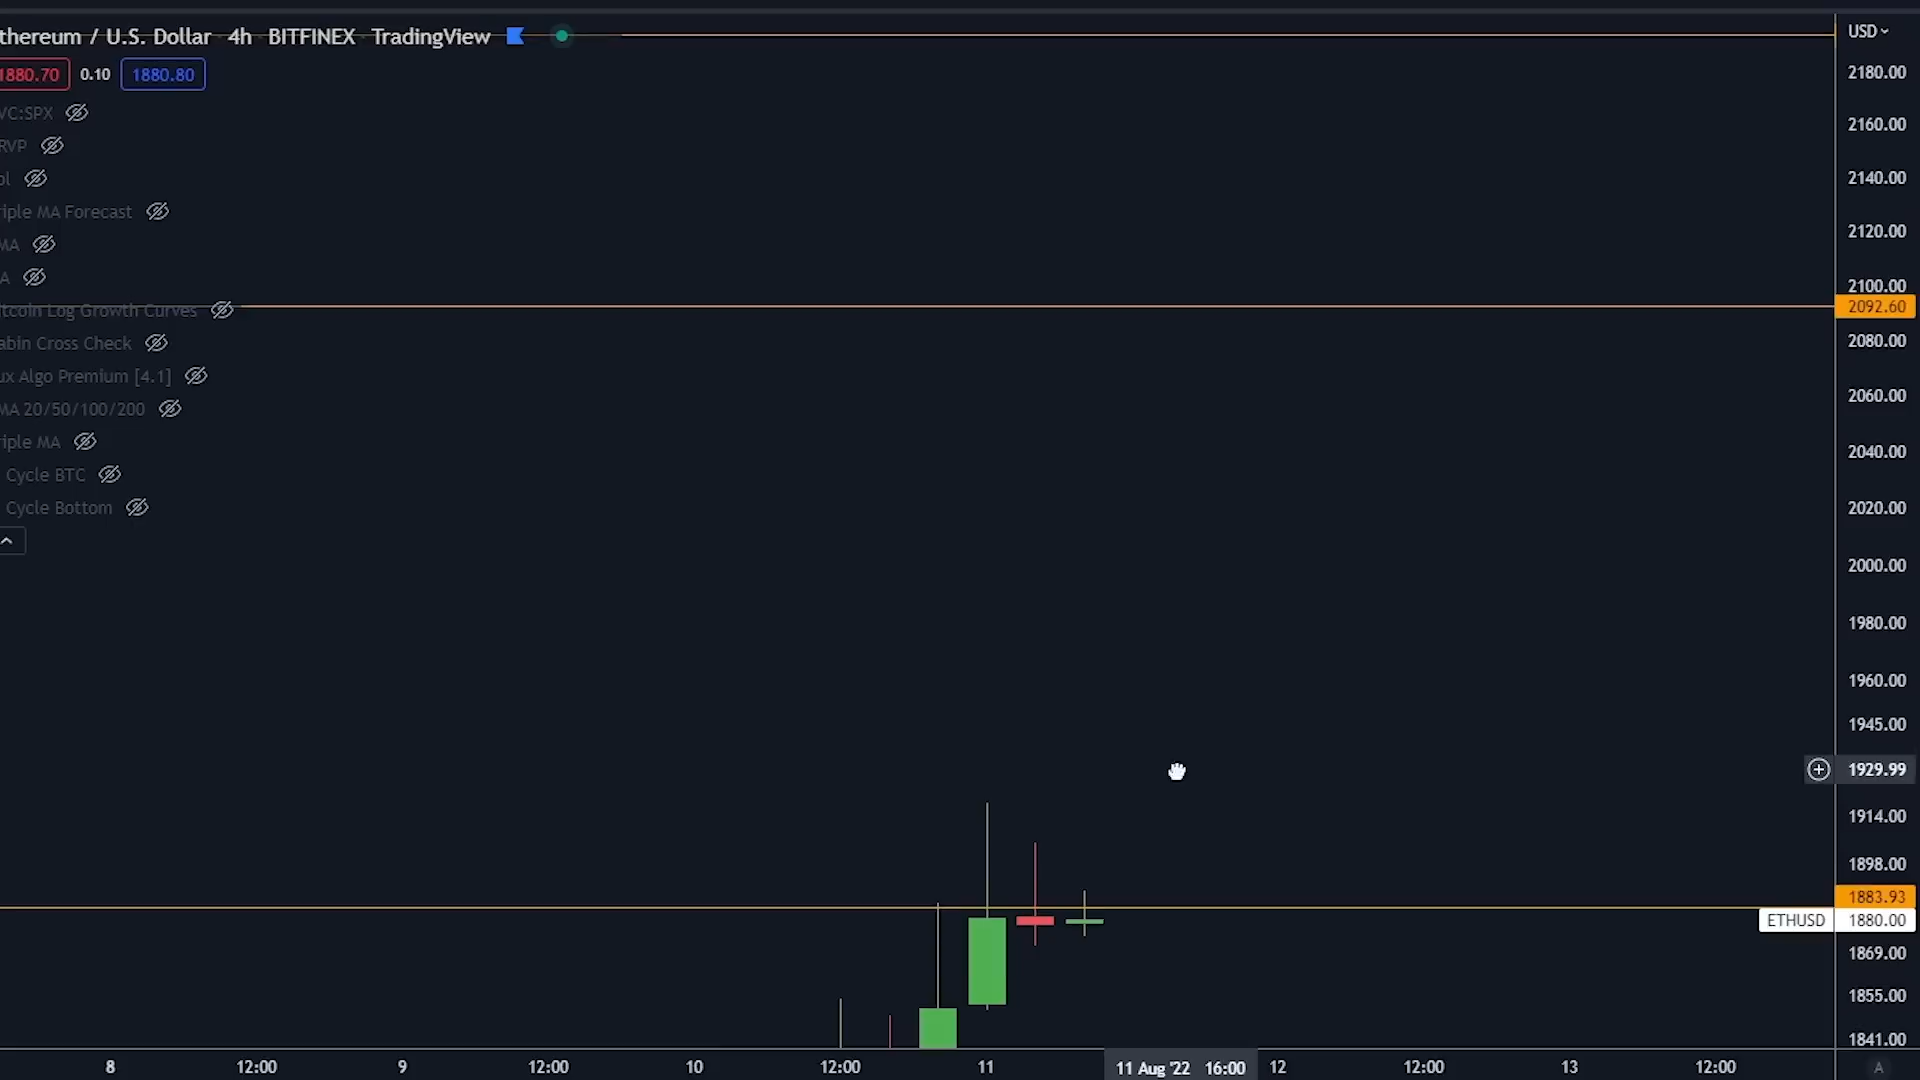 thereum / U.S. Dollar 4h BITFINEX TradingView
1880.70 0.10 1880.80
VC:SPX
RVP
ol
riple MA Forecast
MA
A
itcoin Log Growth Curves
abin Cross Check
ux Algo Premium [4.1]
MA 20/50/100/200
riple MA
Cycle BTC
Cycle Bottom
USD
2180.00
2160.00
2140.00
2120.00
2100.00
2092.60
2080.00
2060.00
2040.00
2020.00
2000.00
1980.00
1960.00
1945.00
1929.99
1914.00
1898.00
1883.93
ETHUSD 1880.00
1869.00
1855.00
1841.00
8 12:00 9 12:00 10 12:00 11 11 Aug '22 16:00 12 12:00 13 12:00 A